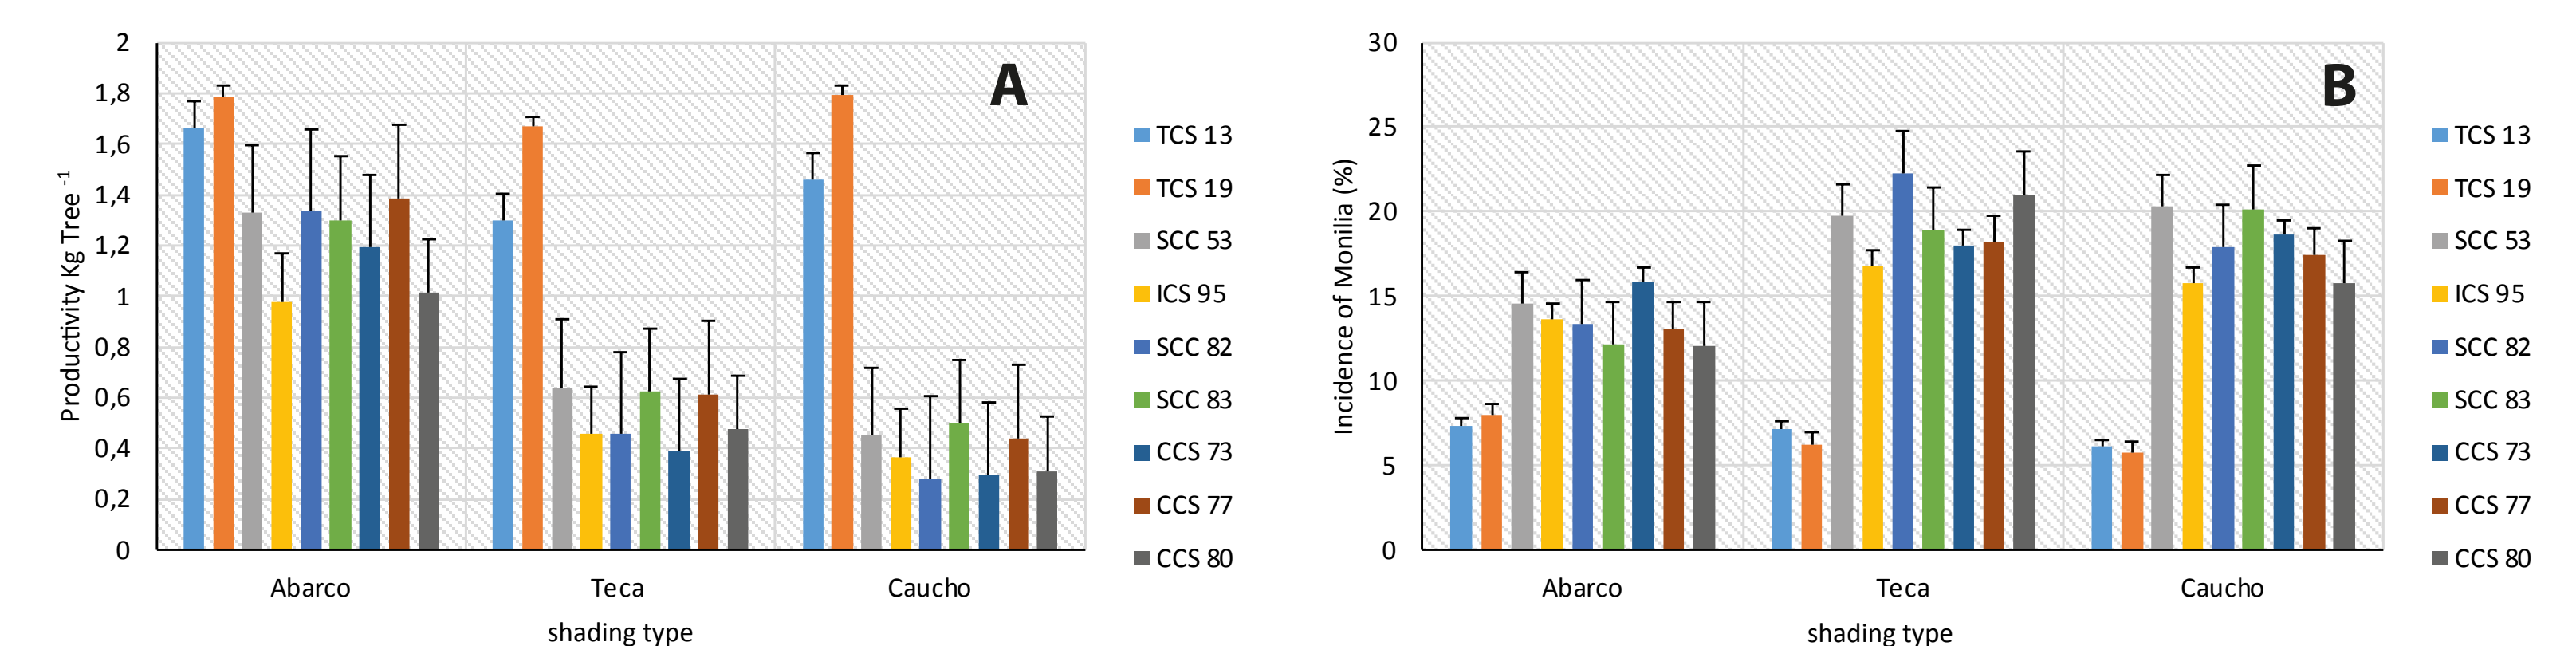 A
Productivity Kg Tree -1
2
1,8
1,6
1,4
1,2
1
0,8
0,6
0,4
0,2
0
Abarco Teca Caucho
shading type
TCS 13
TCS 19
SCC 53
ICS 95
SCC 82
SCC 83
CCS 73
CCS 77
CCS 80
B
Incidence of Monilia (%)
30
25
20
15
10
5
0
Abarco Teca Caucho
shading type
TCS 13
TCS 19
SCC 53
ICS 95
SCC 82
SCC 83
CCS 73
CCS 77
CCS 80